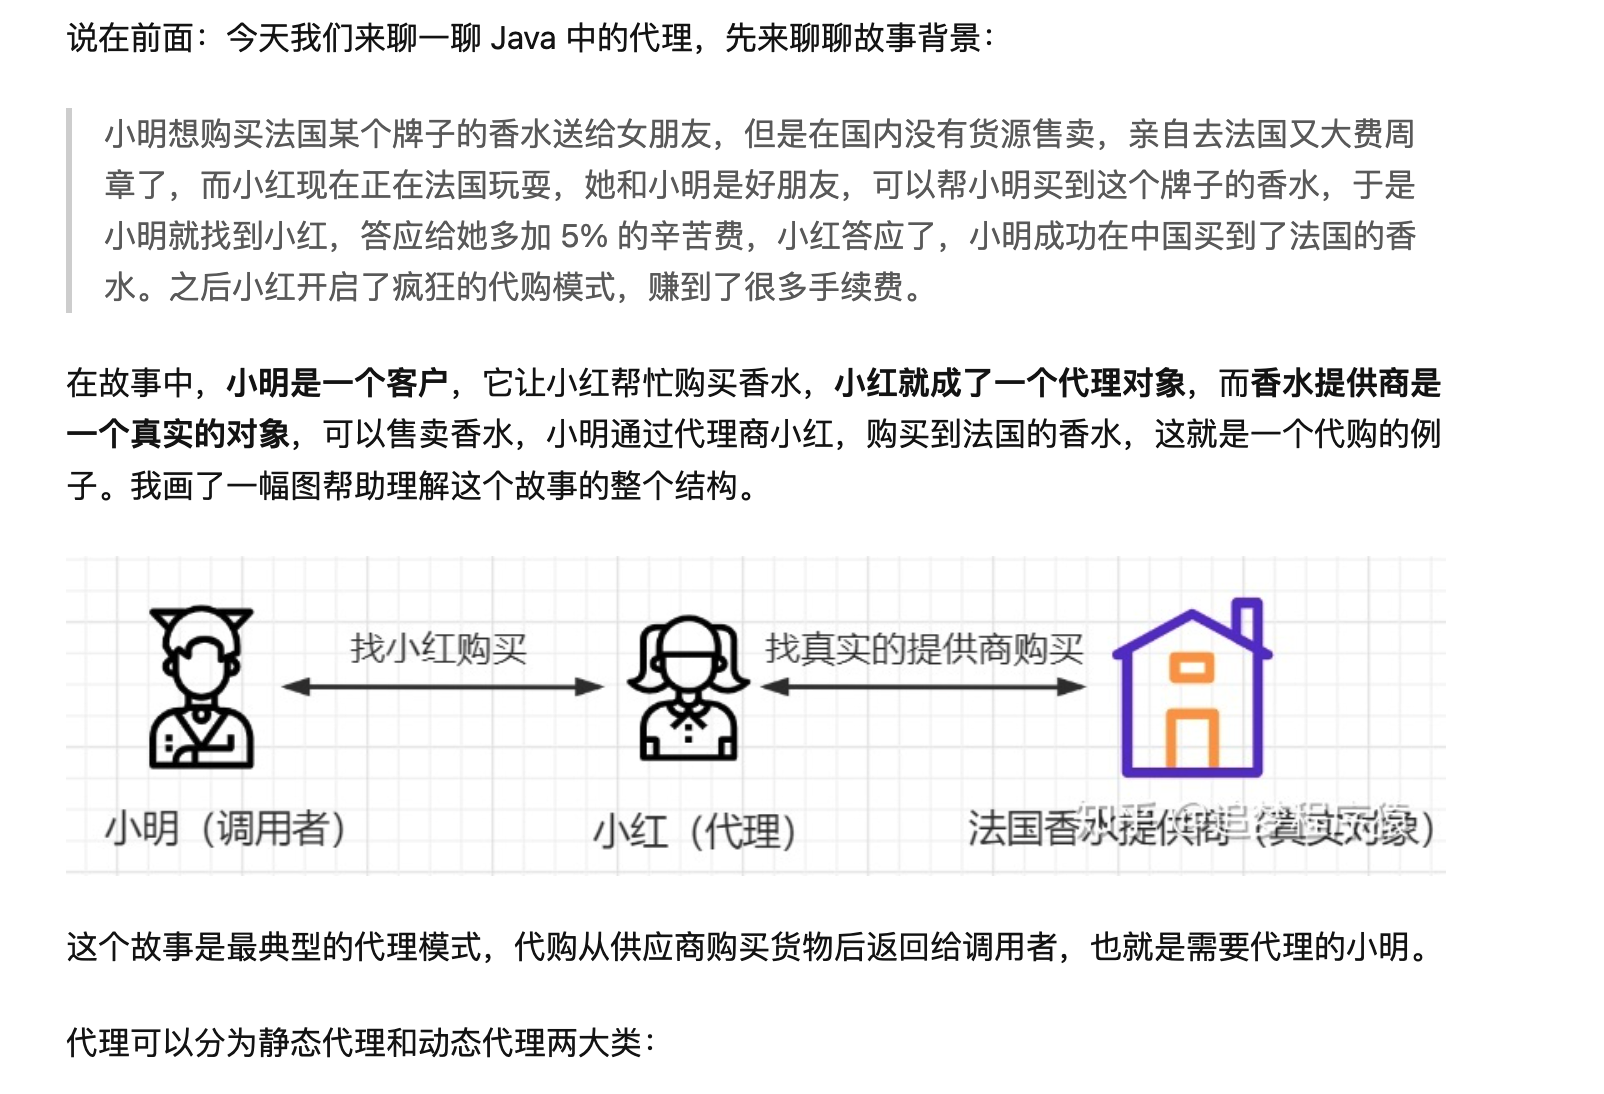 说在前面：今天我们来聊一聊 Java 中的代理，先来聊聊故事背景：
小明想购买法国某个牌子的香水送给女朋友，但是在国内没有货源售卖，亲自去法国又大费周
章了，而小红现在正在法国玩耍，她和小明是好朋友，可以帮小明买到这个牌子的香水，于是
小明就找到小红，答应给她多加 5% 的辛苦费，小红答应了，小明成功在中国买到了法国的香
水。之后小红开启了疯狂的代购模式，赚到了很多手续费。
在故事中，小明是一个客户，它让小红帮忙购买香水，小红就成了一个代理对象，而香水提供商是
一个真实的对象，可以售卖香水，小明通过代理商小红，购买到法国的香水，这就是一个代购的例
子。我画了一幅图帮助理解这个故事的整个结构。
找小红购买
找真实的提供商购买
小明（调用者）
小红（代理）
法国香水提供商（真实对象）
知乎 @追梦程序员
这个故事是最典型的代理模式，代购从供应商购买货物后返回给调用者，也就是需要代理的小明。
代理可以分为静态代理和动态代理两大类：